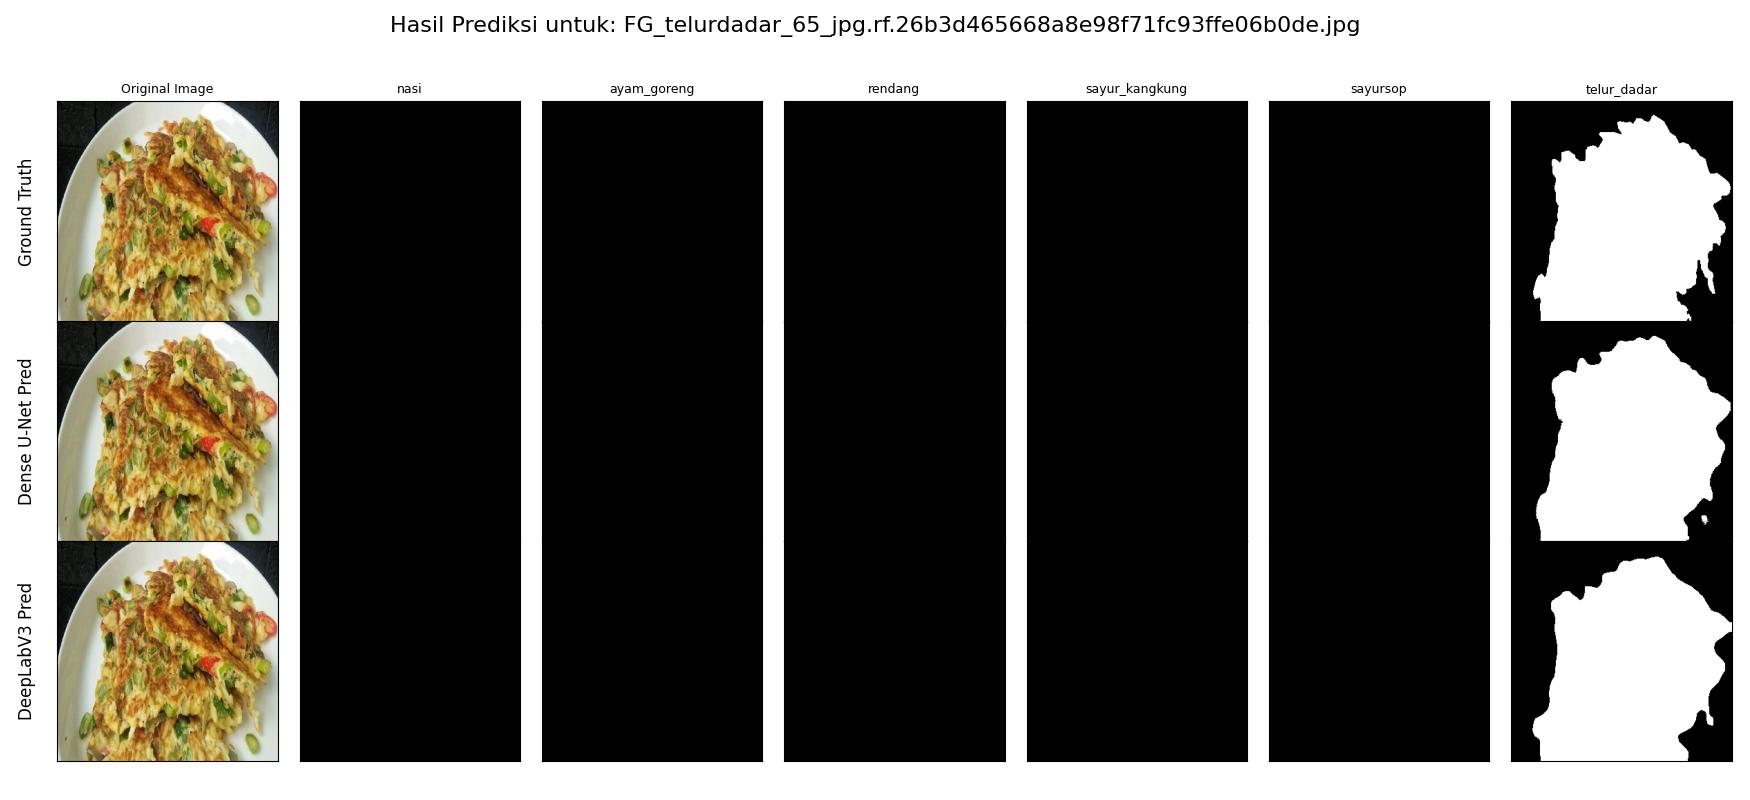 Hasil Prediksi untuk: FG_telurdadar_65_jpg.rf.26b3d465668a8e98f71fc93ffe06b0de.jpg
Original Image
nasi
ayam_goreng
rendang
sayur_kangkung
sayursop
telur_dadar
Ground Truth
Dense U-Net Pred
DeepLabV3 Pred